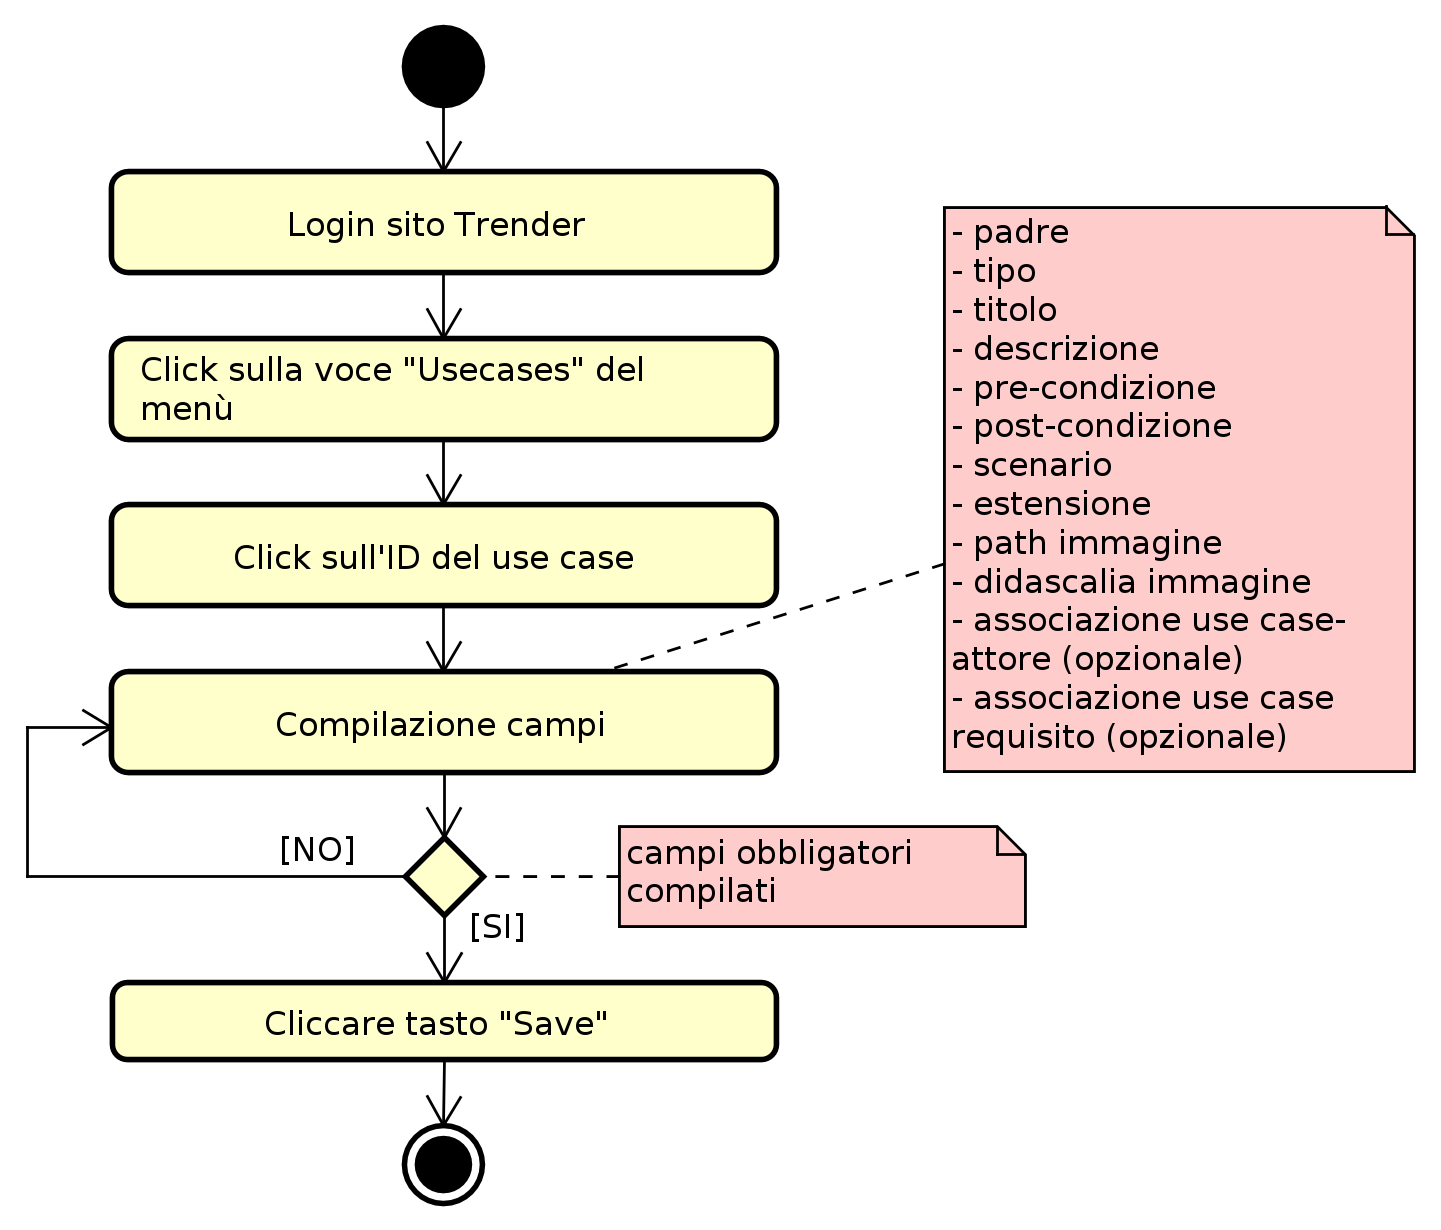 Login sito Trender
Click sulla voce "Usecases" del
menù
Click sull'ID del use case
Compilazione campi
- padre
- tipo
- titolo
- descrizione
- pre-condizione
- post-condizione
- scenario
- estensione
- path immagine
- didascalia immagine
- associazione use case-
attore (opzionale)
- associazione use case
requisito (opzionale)
[NO]
campi obbligatori
compilati
[SI]
Cliccare tasto "Save"